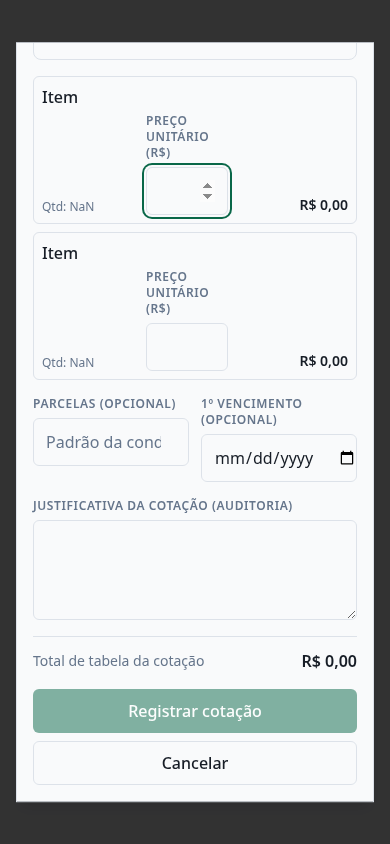 Item
PREÇO
UNITÁRIO
(R$)
Qtd: NaN
R$ 0,00
Item
PREÇO
UNITÁRIO
(R$)
Qtd: NaN
R$ 0,00
PARCELAS (OPCIONAL)
1º VENCIMENTO
(OPCIONAL)
Padrão da cond
mm/dd/yyyy
JUSTIFICATIVA DA COTAÇÃO (AUDITORIA)
Total de tabela da cotação
R$ 0,00
Registrar cotação
Cancelar